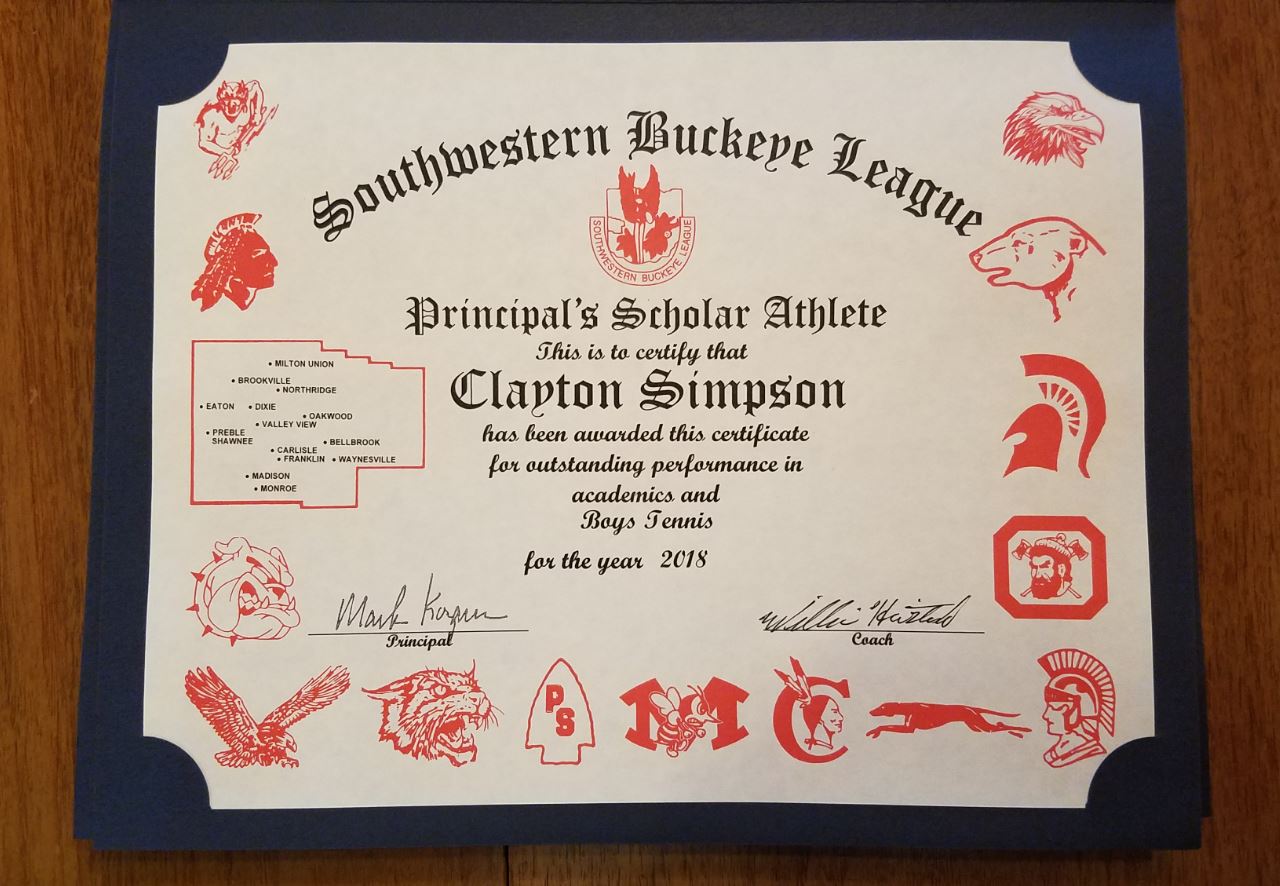 Southwestern Buckeye League
SOUTHWESTERN BUCKEYE LEAGUE
Principal's Scholar Athlete
This is to certify that
Clayton Simpson
has been awarded this certificate
for outstanding performance in
academics and
Boys Tennis
for the year 2018
• MILTON UNION
• BROOKVILLE
• NORTHRIDGE
• EATON • DIXIE
• OAKWOOD
• VALLEY VIEW
• PREBLE
SHAWNEE
• BELLBROOK
• CARLISLE
• FRANKLIN • WAYNESVILLE
• MADISON
• MONROE
Mark
Principal
Coach
PS
M
C